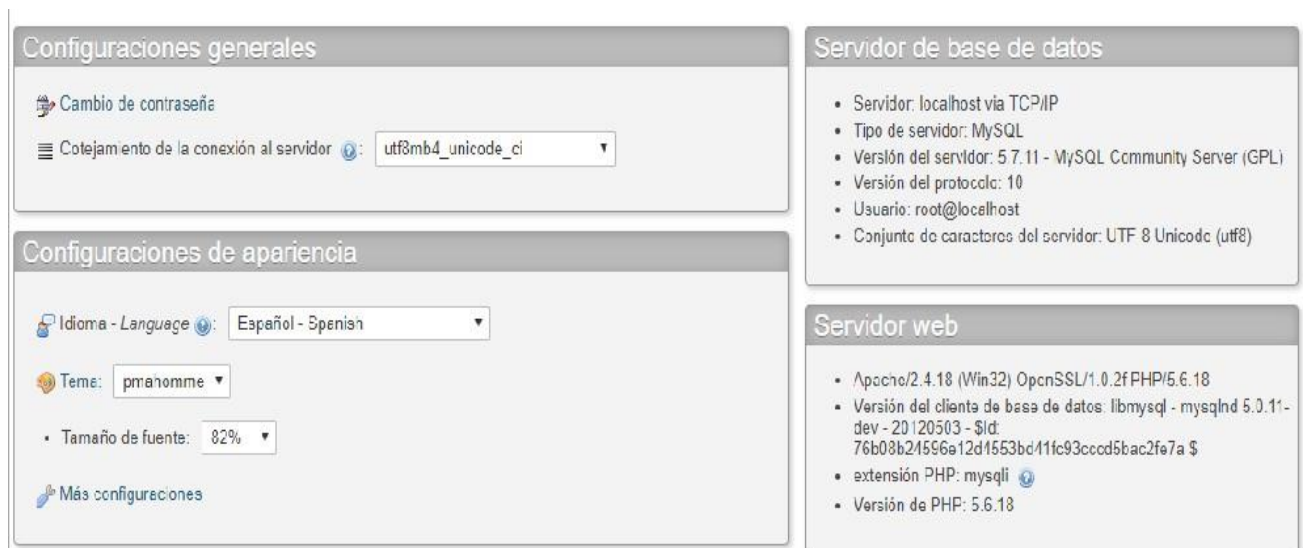 Configuraciones generales
Cambio de contraseña
Cotejamiento de la conexión al servidor : utf8mb4_unicode_ci
Configuraciones de apariencia
Idioma - Language : Español - Spanish
Tema: pmahomme
• Tamaño de fuente: 82%
Más configuraciones
Servidor de base de datos
• Servidor: localhost via TCP/IP
• Tipo de servidor: MySQL
• Versión del servidor: 5.7.11 - MySQL Community Server (GPL)
• Versión del protocolo: 10
• Usuario: root@localhost
• Conjunto de caracteres del servidor: UTF-8 Unicode (utf8)
Servidor web
• Apache/2.4.18 (Win32) OpenSSL/1.0.2f PHP/5.6.18
• Versión del cliente de base de datos: libmysql - mysqlnd 5.0.11-
dev - 20120503 - $Id:
76b08b24596e12d4553bd41fc93cccd5bac2fe7a $
• extensión PHP: mysqli
• Versión de PHP: 5.6.18